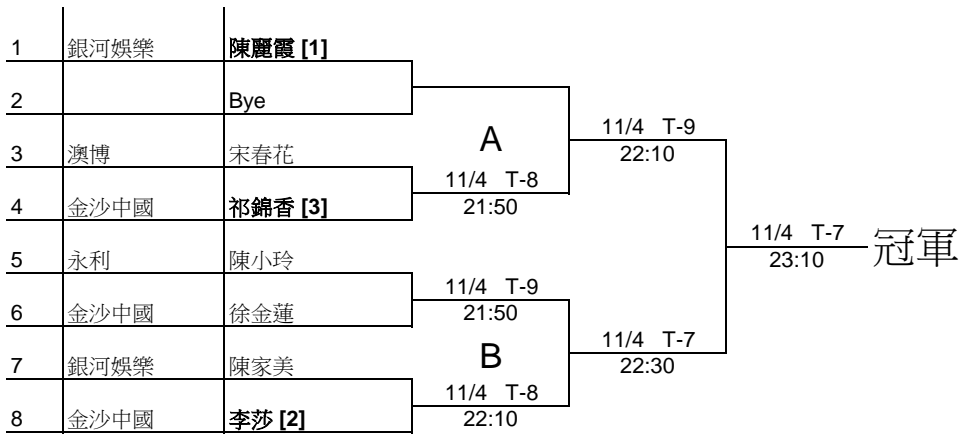 1 銀河娛樂 陳麗霞 [1]
2 Bye
A
11/4 T-9
22:10
3 澳博 宋春花
11/4 T-8
21:50
4 金沙中國 祁錦香 [3]
11/4 T-7
23:10
冠軍
5 永利 陳小玲
11/4 T-9
21:50
6 金沙中國 徐金蓮
B
11/4 T-7
22:30
7 銀河娛樂 陳家美
11/4 T-8
22:10
8 金沙中國 李莎 [2]